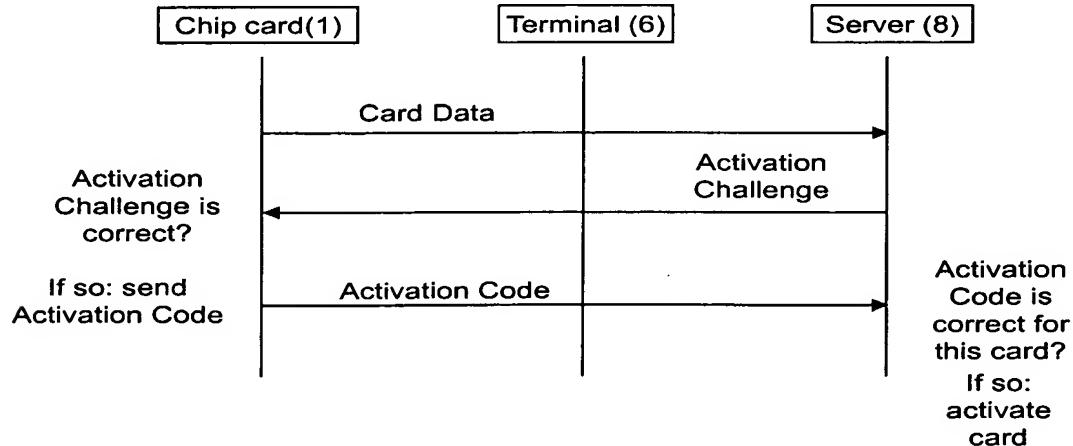 Chip card(1)
Terminal (6)
Server (8)
Card Data
Activation
Challenge
Activation
Challenge is
correct?
If so: send
Activation Code
Activation Code
Activation
Code is
correct for
this card?
If so:
activate
card